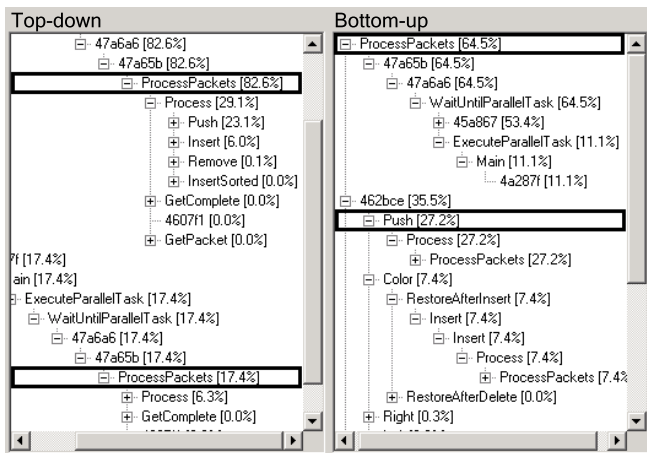 Top-down
47a6a6 [82.6%]
47a65b [82.6%]
ProcessPackets [82.6%]
Process [29.1%]
Push [23.1%]
Insert [6.0%]
Remove [0.1%]
InsertSorted [0.0%]
GetComplete [0.0%]
4607f1 [0.0%]
GetPacket [0.0%]
7f [17.4%]
ain [17.4%]
ExecuteParallelTask [17.4%]
WaitUntilParallelTask [17.4%]
47a6a6 [17.4%]
47a65b [17.4%]
ProcessPackets [17.4%]
Process [6.3%]
GetComplete [0.0%]
Bottom-up
ProcessPackets [64.5%]
47a65b [64.5%]
47a6a6 [64.5%]
WaitUntilParallelTask [64.5%]
45a867 [53.4%]
ExecuteParallelTask [11.1%]
Main [11.1%]
4a287f [11.1%]
462bce [35.5%]
Push [27.2%]
Process [27.2%]
ProcessPackets [27.2%]
Color [7.4%]
RestoreAfterInsert [7.4%]
Insert [7.4%]
Insert [7.4%]
Process [7.4%]
ProcessPackets [7.4%
RestoreAfterDelete [0.0%]
Right [0.3%]